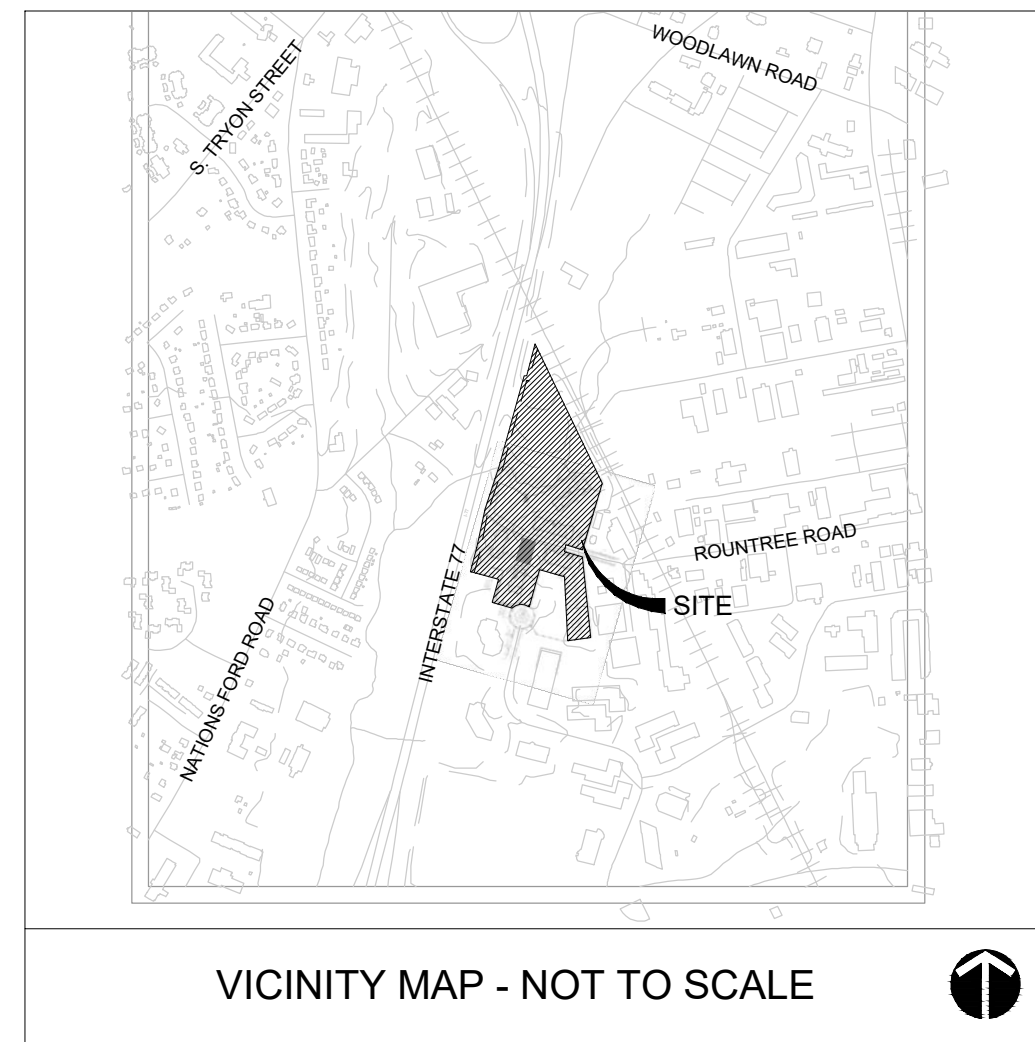 WOODLAWN ROAD
S. TRYON STREET
ROUNTREE ROAD
INTERSTATE 77
SITE
NATIONS FORD ROAD
VICINITY MAP - NOT TO SCALE